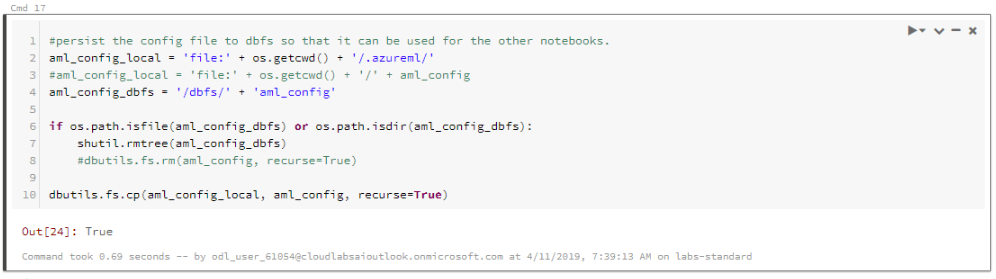 Cmd 17
1 #persist the config file to dbfs so that it can be used for the other notebooks.
2 aml_config_local = 'file:' + os.getcwd() + '/.azureml/'
3 #aml_config_local = 'file:' + os.getcwd() + '/' + aml_config
4 aml_config_dbfs = '/dbfs/' + 'aml_config'
5
6 if os.path.isfile(aml_config_dbfs) or os.path.isdir(aml_config_dbfs):
7     shutil.rmtree(aml_config_dbfs)
8     #dbutils.fs.rm(aml_config, recurse=True)
9
10 dbutils.fs.cp(aml_config_local, aml_config, recurse=True)
Out[24]: True
Command took 0.69 seconds -- by odl_user_61054@cloudlabsaioutlook.onmicrosoft.com at 4/11/2019, 7:39:13 AM on labs-standard